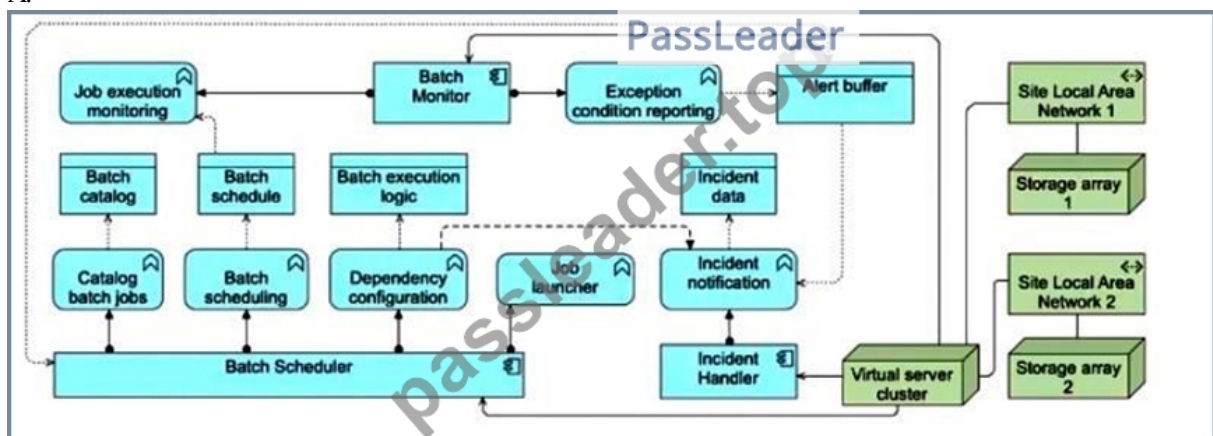 PassLeader
Job execution
monitoring
Batch
Monitor
Exception
condition reporting
Alert buffer
Site Local Area
Network 1
Storage array
1
Batch
catalog
Batch
schedule
Batch execution
logic
Incident
data
Catalog
batch jobs
Batch
scheduling
Dependency
configuration
Job
launcher
Incident
notification
Site Local Area
Network 2
Storage array
2
Batch Scheduler
Incident
Handler
Virtual server
cluster
passleader.top